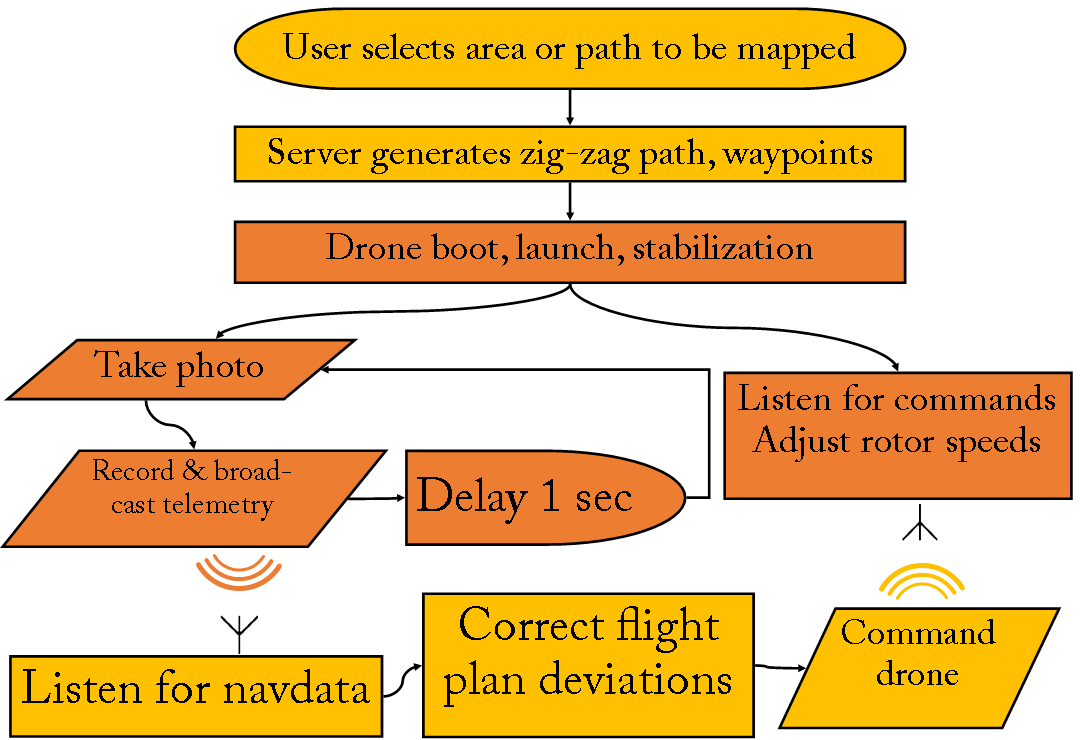 User selects area or path to be mapped
Server generates zig-zag path, waypoints
Drone boot, launch, stabilization
Take photo
Listen for commands
Adjust rotor speeds
Record & broad-
cast telemetry
Delay 1 sec
Listen for navdata
Correct flight
plan deviations
Command
drone